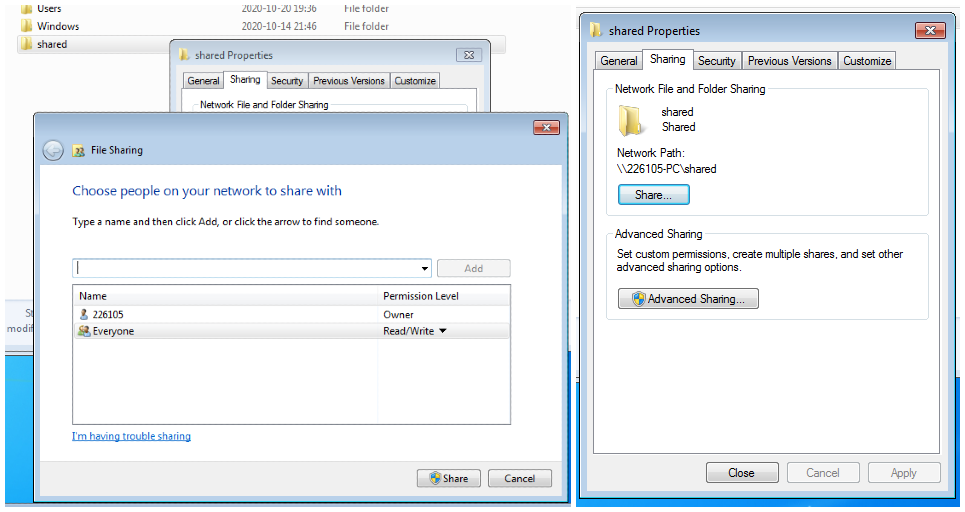 Users 2020-10-20 19:36 File folder
Windows 2020-10-14 21:46 File folder
shared
shared Properties
General Sharing Security Previous Versions Customize
Network File and Folder Sharing
File Sharing
Choose people on your network to share with
Type a name and then click Add, or click the arrow to find someone.
Add
Name Permission Level
226105 Owner
Everyone Read/Write
I'm having trouble sharing
Share Cancel
shared Properties
General Sharing Security Previous Versions Customize
Network File and Folder Sharing
shared
Shared
Network Path:
\\226105-PC\shared
Share...
Advanced Sharing
Set custom permissions, create multiple shares, and set other
advanced sharing options.
Advanced Sharing...
Close Cancel Apply